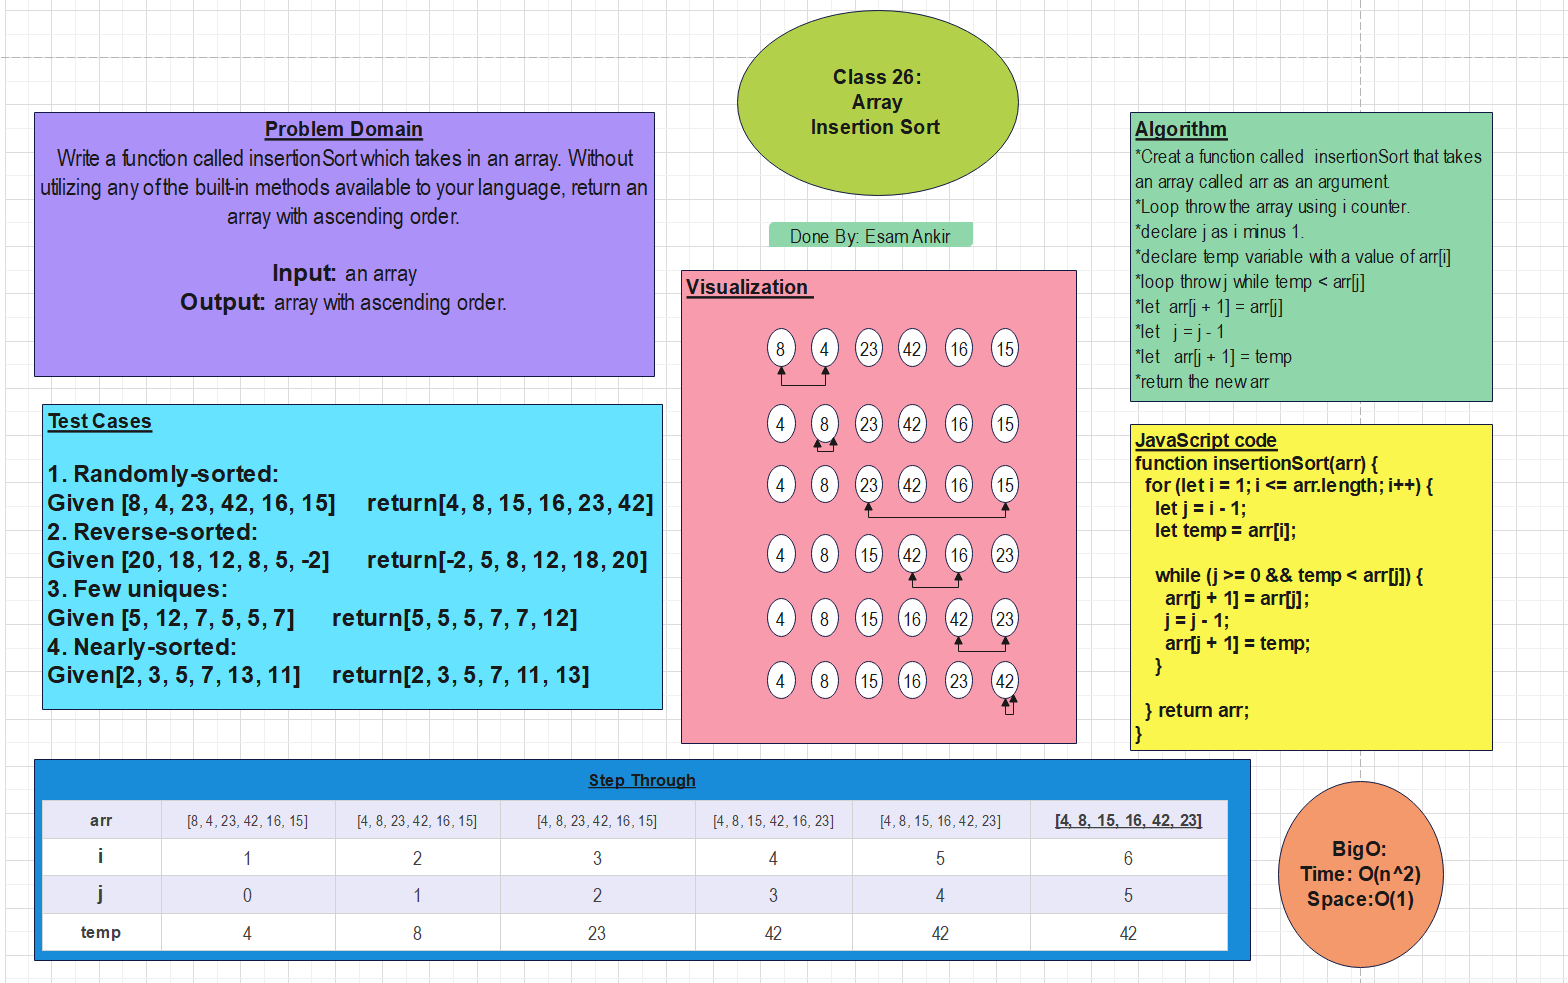 Class 26:
Array
Insertion Sort
Done By: Esam Ankir
Problem Domain
Write a function called insertionSort which takes in an array. Without
utilizing any of the built-in methods available to your language, return an
array with ascending order.
Input: an array
Output: array with ascending order.
Test Cases
1. Randomly-sorted:
Given [8, 4, 23, 42, 16, 15] return[4, 8, 15, 16, 23, 42]
2. Reverse-sorted:
Given [20, 18, 12, 8, 5, -2] return[-2, 5, 8, 12, 18, 20]
3. Few uniques:
Given [5, 12, 7, 5, 5, 7] return[5, 5, 5, 7, 7, 12]
4. Nearly-sorted:
Given[2, 3, 5, 7, 13, 11] return[2, 3, 5, 7, 11, 13]
Visualization
8 4 23 42 16 15
4 8 23 42 16 15
4 8 23 42 16 15
4 8 15 42 16 23
4 8 15 16 42 23
4 8 15 16 23 42
Algorithm
*Creat a function called insertionSort that takes
an array called arr as an argument.
*Loop throw the array using i counter.
*declare j as i minus 1.
*declare temp variable with a value of arr[i]
*loop throw j while temp < arr[j]
*let arr[j + 1] = arr[j]
*let j = j - 1
*let arr[j + 1] = temp
*return the new arr
JavaScript code
function insertionSort(arr) {
for (let i = 1; i <= arr.length; i++) {
let j = i - 1;
let temp = arr[i];
while (j >= 0 && temp < arr[j]) {
arr[j + 1] = arr[j];
j = j - 1;
arr[j + 1] = temp;
}
} return arr;
}
Step Through
arr [8, 4, 23, 42, 16, 15] [4, 8, 23, 42, 16, 15] [4, 8, 23, 42, 16, 15] [4, 8, 15, 42, 16, 23] [4, 8, 15, 16, 42, 23] [4, 8, 15, 16, 42, 23]
i 1 2 3 4 5 6
j 0 1 2 3 4 5
temp 4 8 23 42 42 42
BigO:
Time: O(n^2)
Space:O(1)